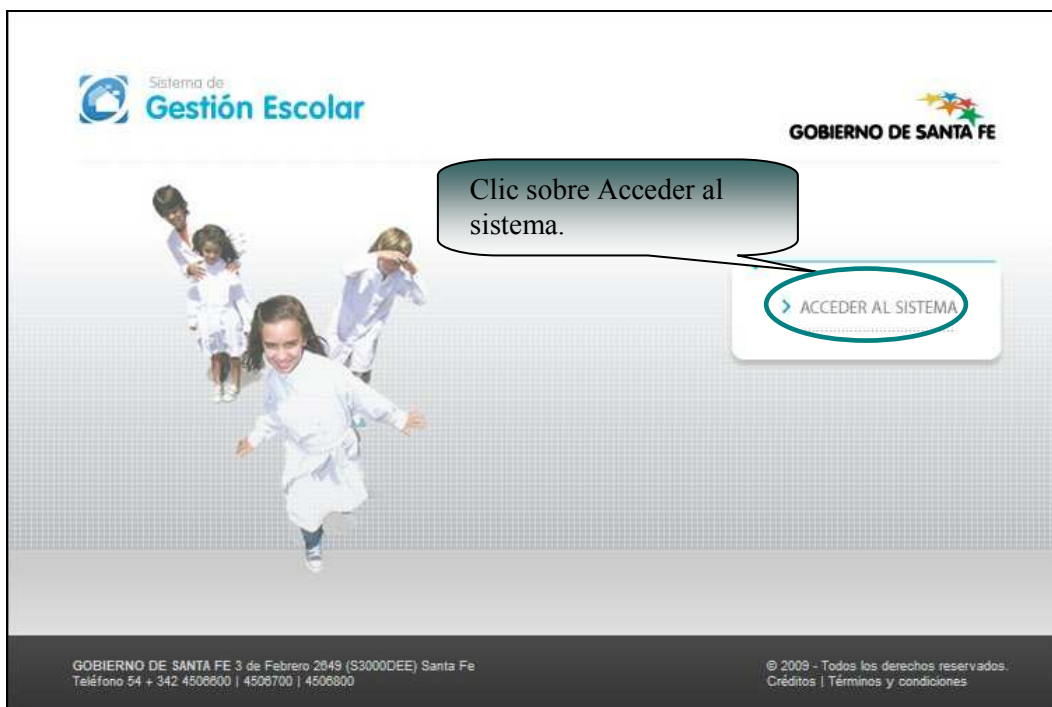 Sistema de
Gestión Escolar
GOBIERNO DE SANTA FE
Clic sobre Acceder al
sistema.
ACCEDER AL SISTEMA
GOBIERNO DE SANTA FE 3 de Febrero 2649 (S3000DEE) Santa Fe
Teléfono 54 + 342 4506600 | 4506700 | 4506800
© 2009 - Todos los derechos reservados.
Créditos | Términos y condiciones